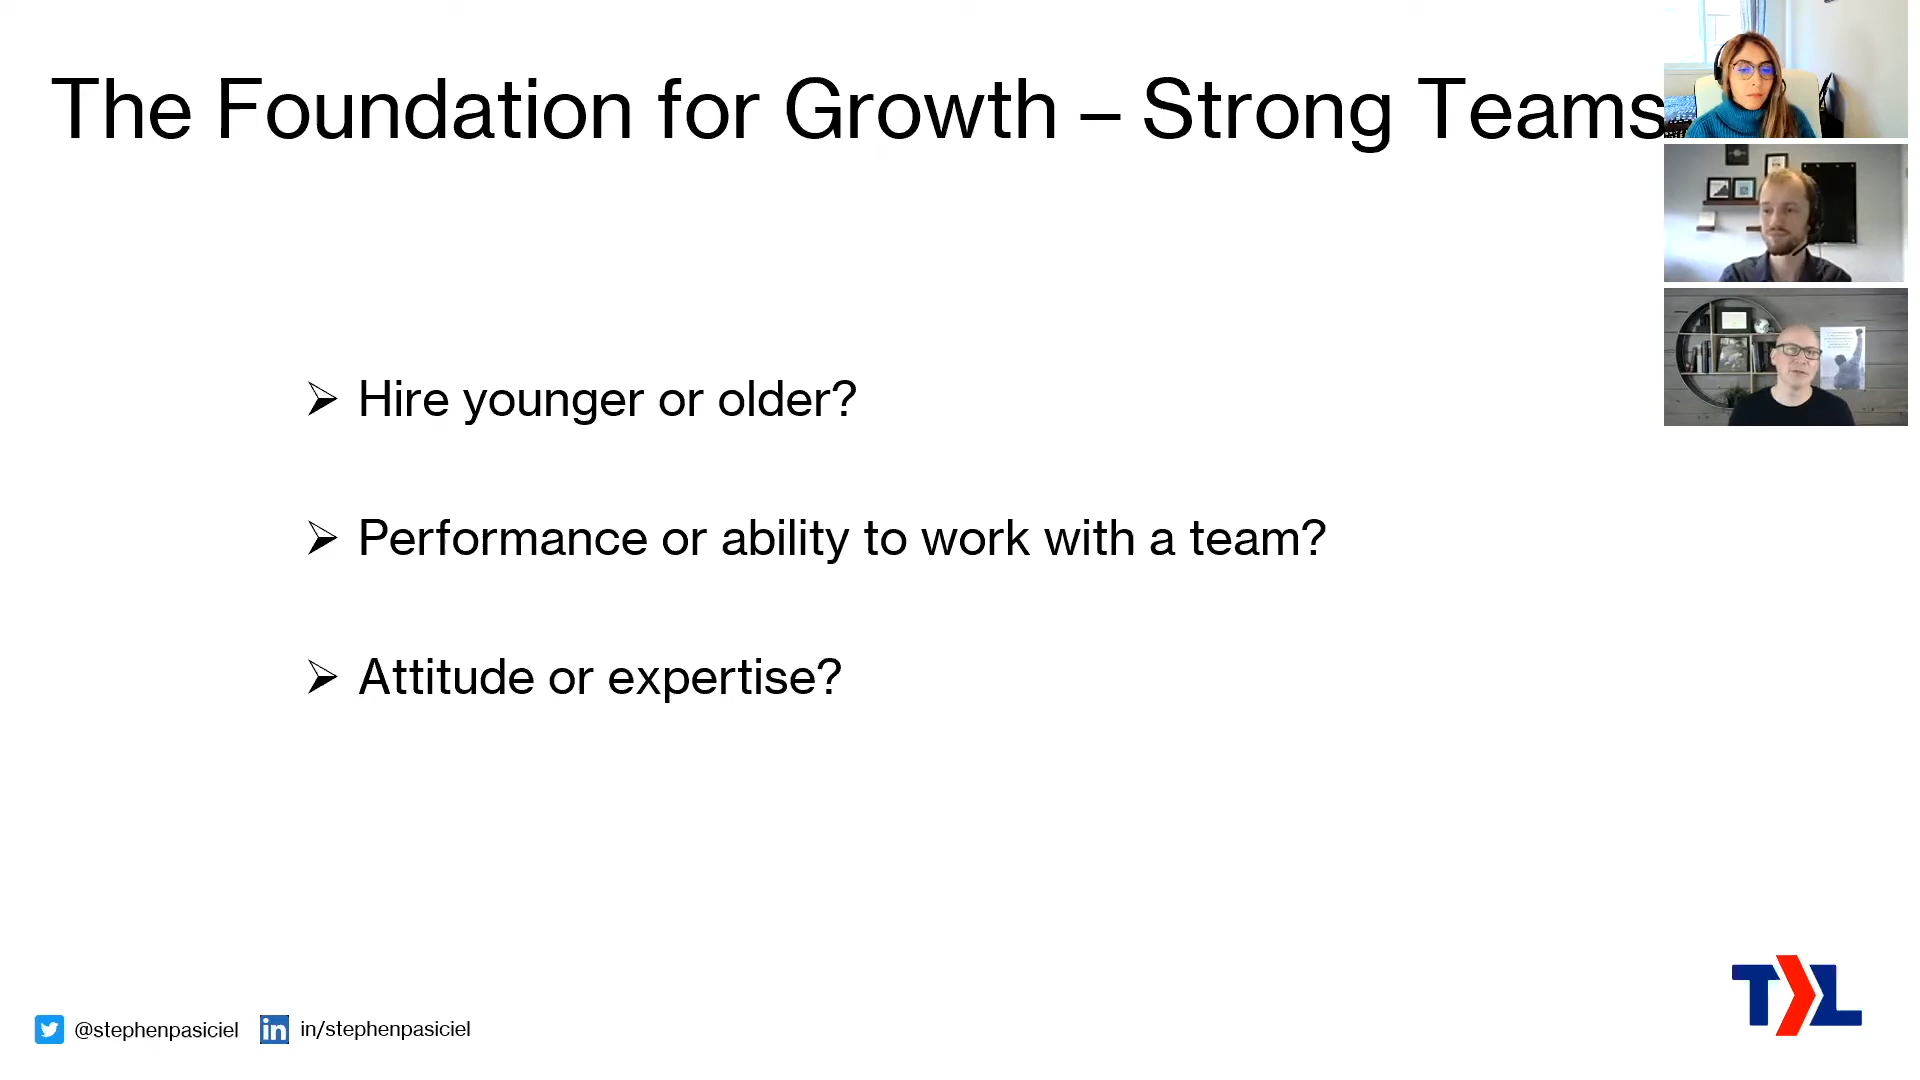 The Foundation for Growth – Strong Teams
Hire younger or older?
Performance or ability to work with a team?
Attitude or expertise?
@stephenpasiciel
in/stephenpasiciel
TL